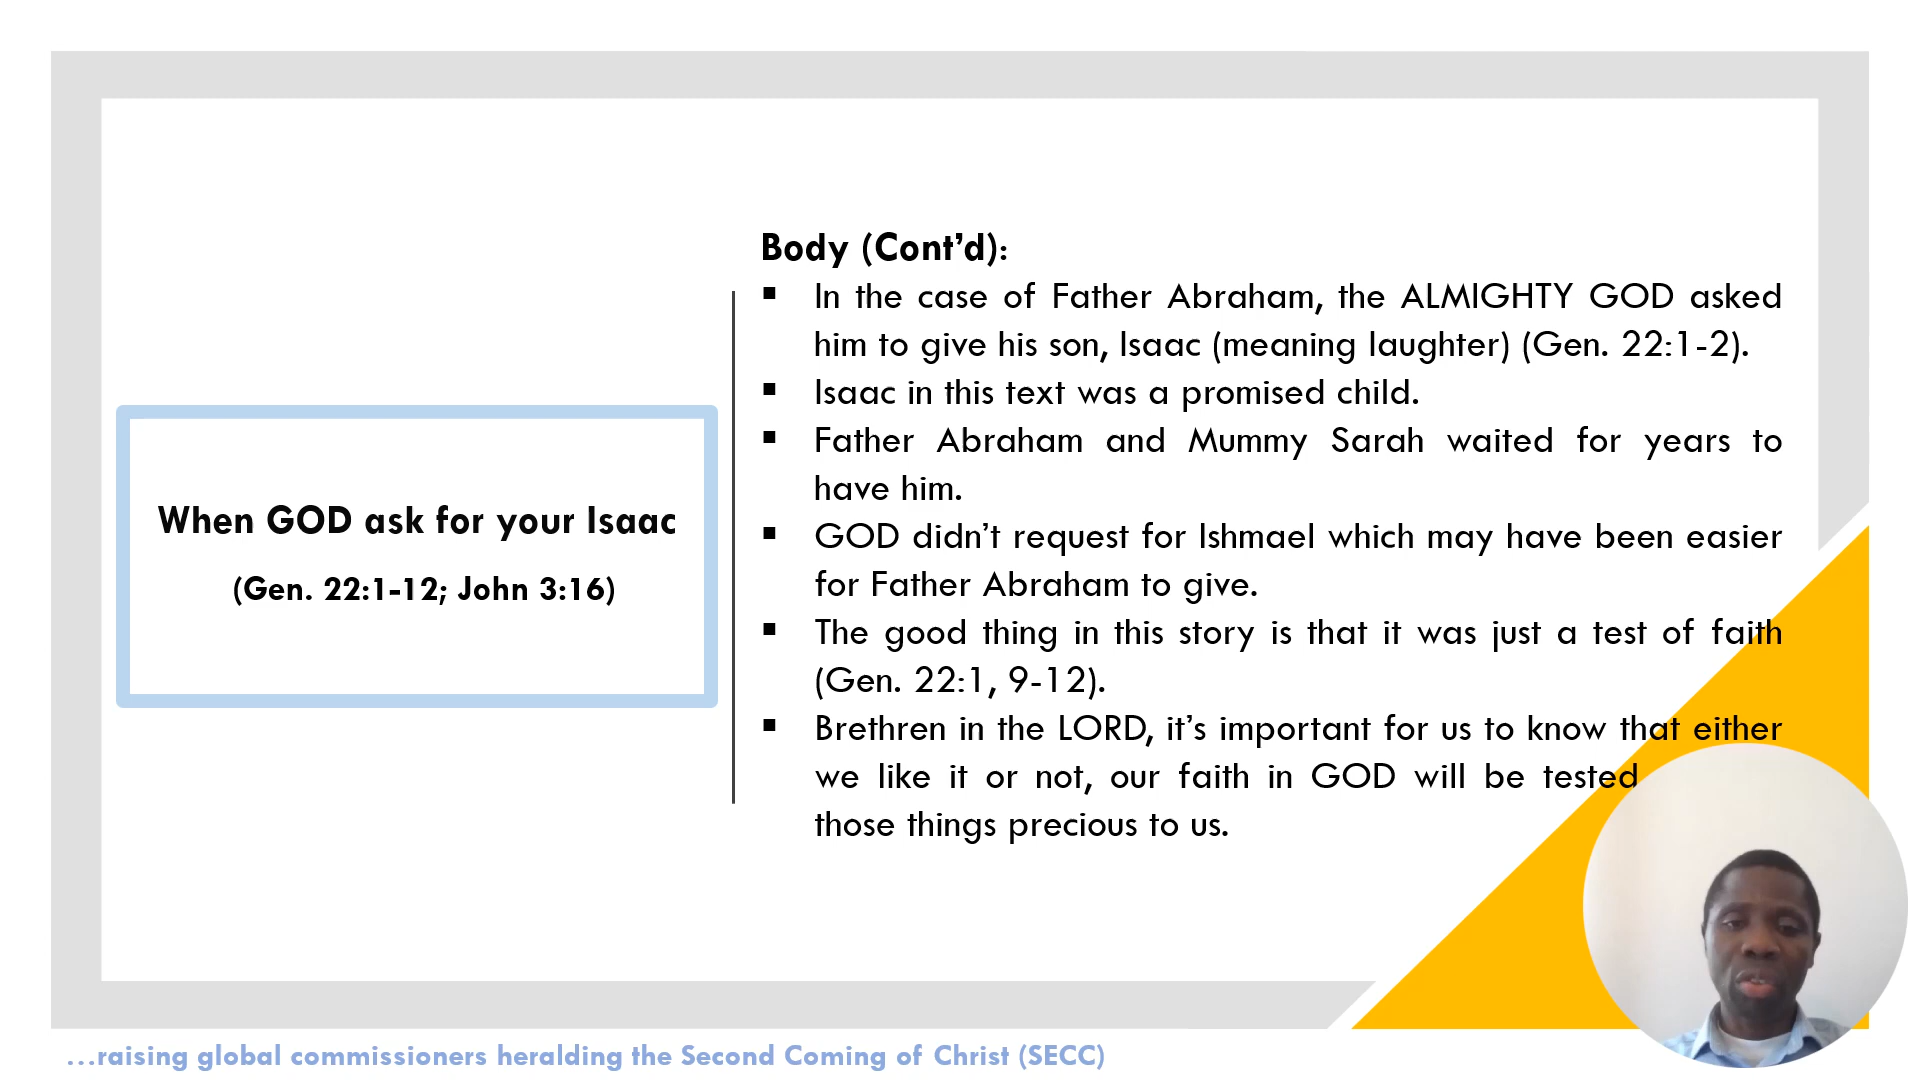 When GOD ask for your Isaac
(Gen. 22:1-12; John 3:16)
Body (Cont’d):
▪ In the case of Father Abraham, the ALMIGHTY GOD asked
him to give his son, Isaac (meaning laughter) (Gen. 22:1-2).
▪ Isaac in this text was a promised child.
▪ Father Abraham and Mummy Sarah waited for years to
have him.
▪ GOD didn’t request for Ishmael which may have been easier
for Father Abraham to give.
▪ The good thing in this story is that it was just a test of faith
(Gen. 22:1, 9-12).
▪ Brethren in the LORD, it’s important for us to know that either
we like it or not, our faith in GOD will be tested
those things precious to us.
…raising global commissioners heralding the Second Coming of Christ (SECC)